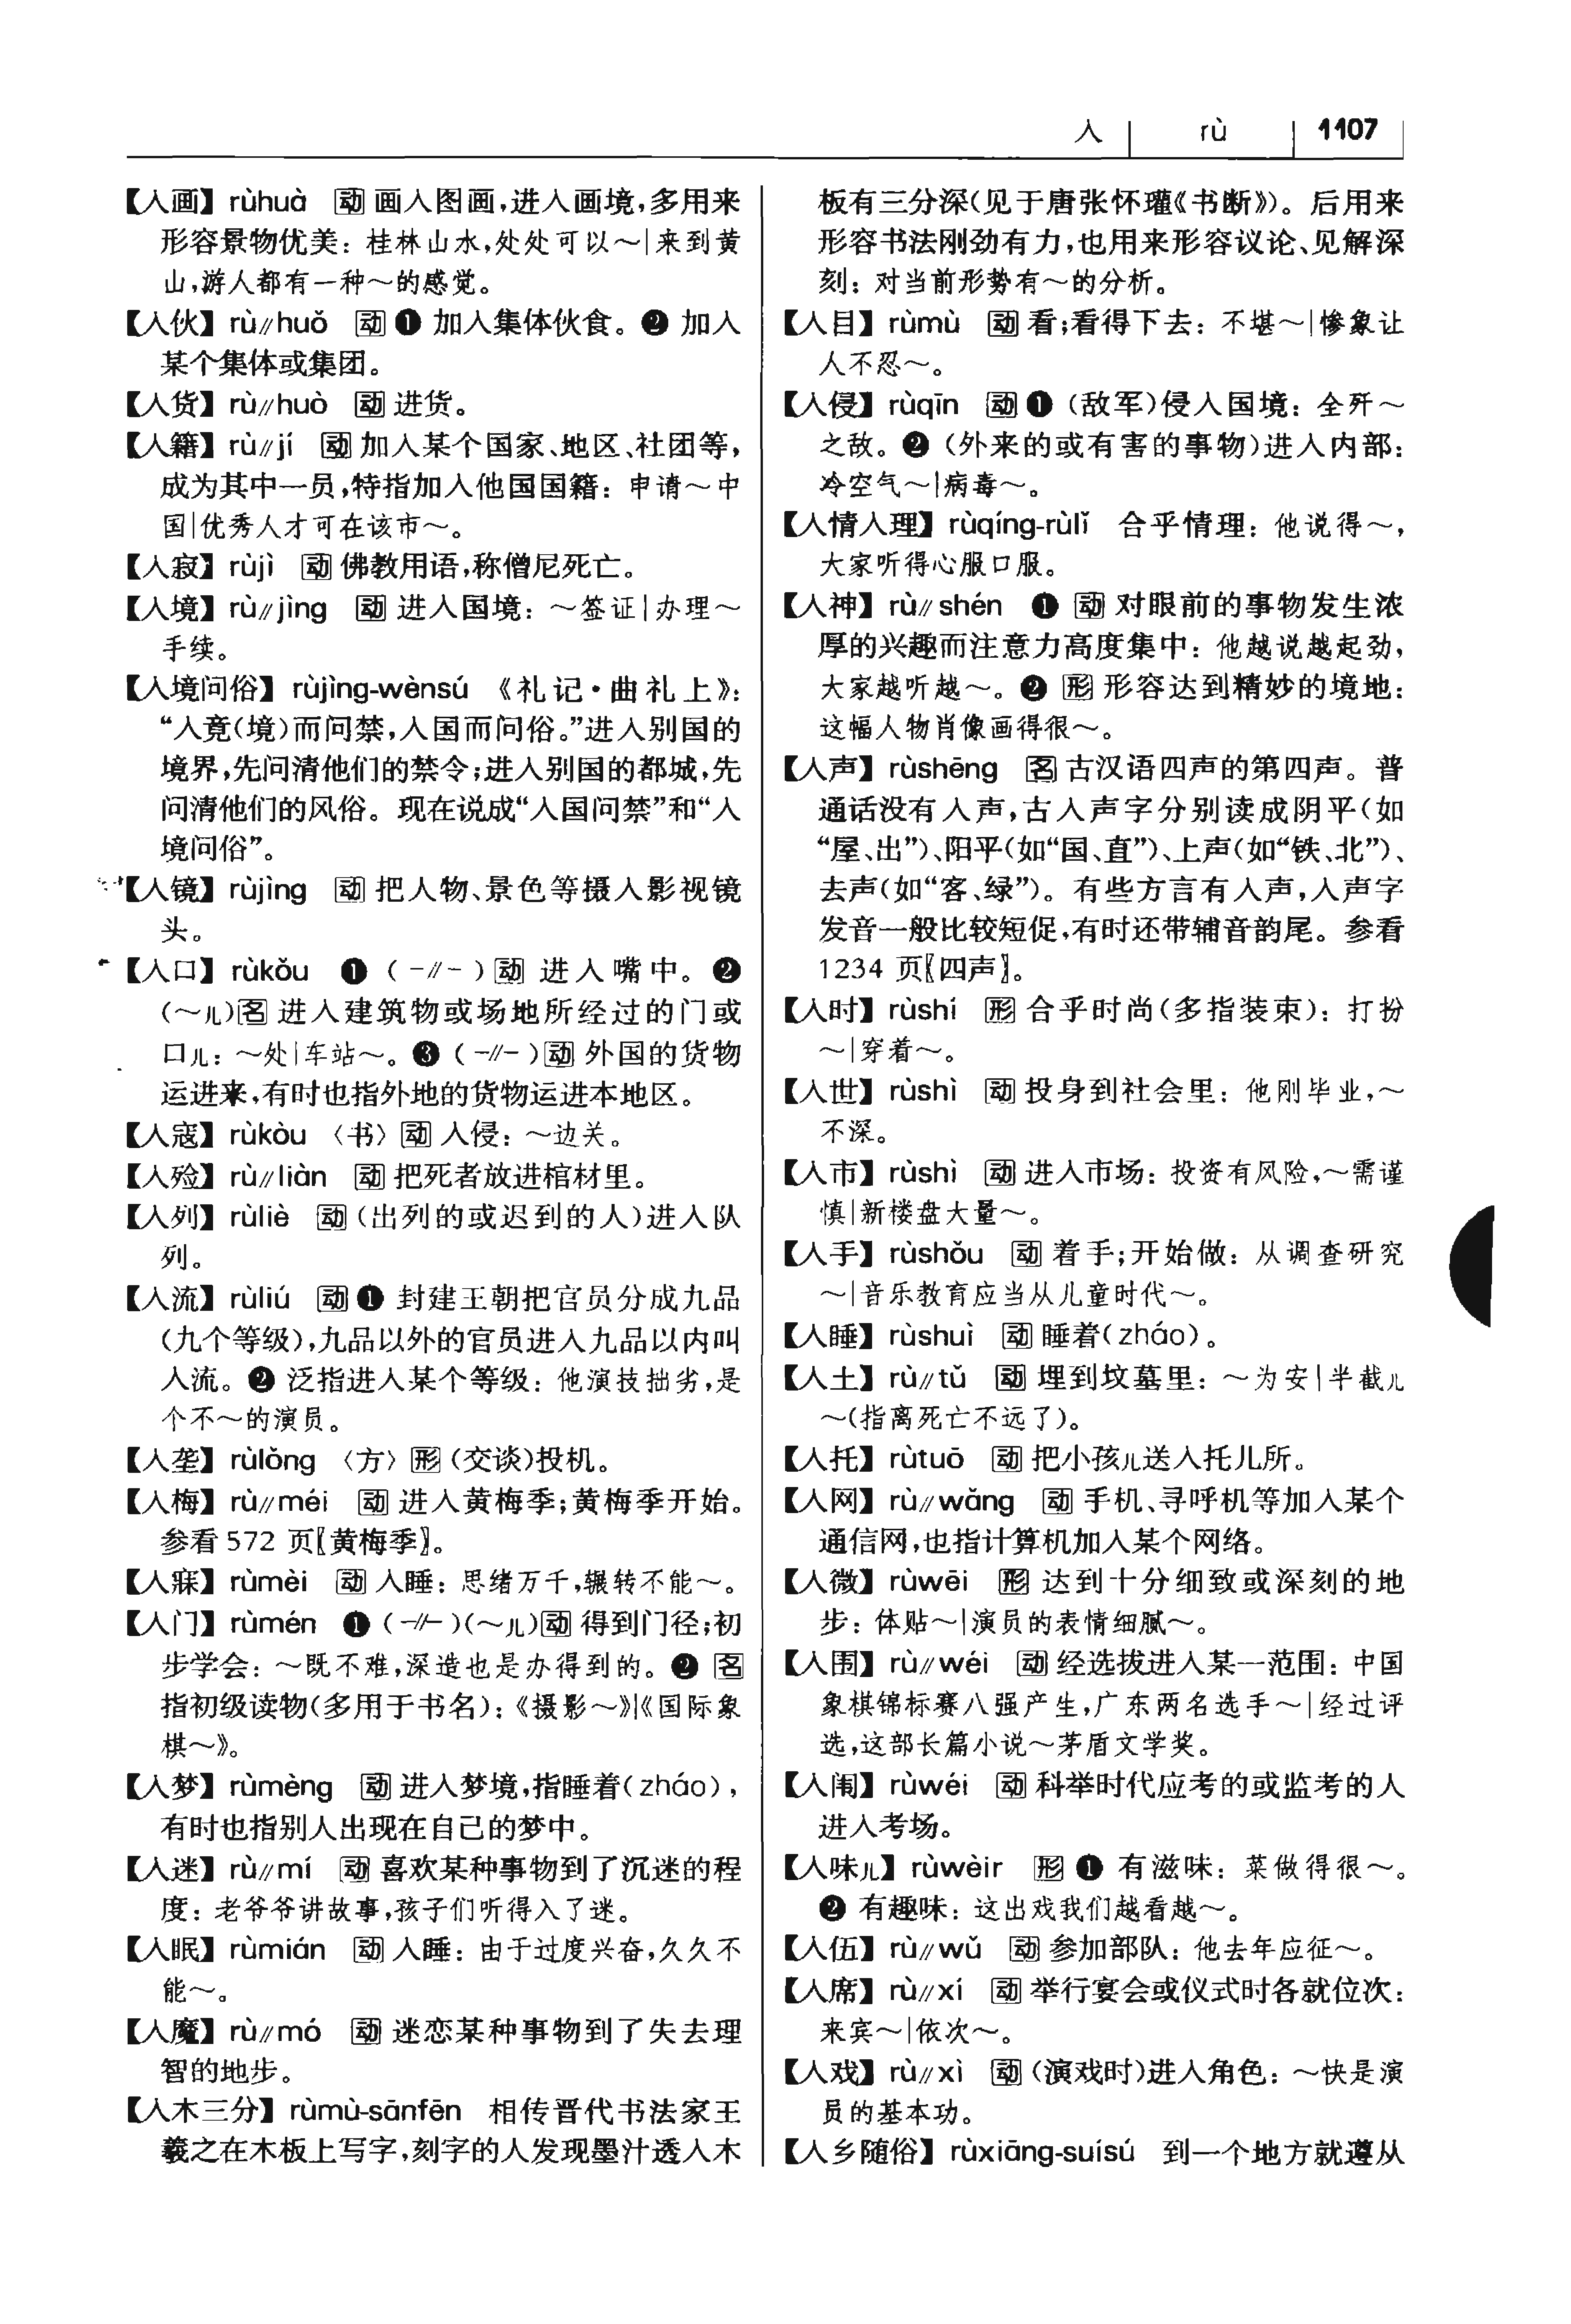 入 | rù | 1107
【入画】 rùhuà 动 画入图画,进入画境,多用来
形容景物优美：桂林山水,处处可以～|来到黄
山,游人都有一种～的感觉。
【入伙】 rù//huǒ 动 ❶ 加入集体伙食。❷ 加入
某个集体或集团。
【入货】 rù//huò 动 进货。
【入籍】 rù//jí 动 加入某个国家、地区、社团等,
成为其中一员,特指加入他国国籍：申请～中
国|优秀人才可在该市～。
【入寂】 rùjì 动 佛教用语,称僧尼死亡。
【入境】 rù//jìng 动 进入国境：～签证|办理～
手续。
【入境问俗】 rùjìng-wènsú 《礼记·曲礼上》：
“入竟(境)而问禁,入国而问俗。”进入别国的
境界,先问清他们的禁令;进入别国的都城,先
问清他们的风俗。现在说成“入国问禁”和“入
境问俗”。
【入镜】 rùjìng 动 把人物、景色等摄入影视镜
头。
【入口】 rùkǒu ❶ (-//-)动 进入嘴中。❷
(～儿)名 进入建筑物或场地所经过的门或
口儿：～处|车站～。❸ (-//-)动 外国的货物
运进来,有时也指外地的货物运进本地区。
【入寇】 rùkòu 〈书〉动 入侵：～边关。
【入殓】 rù//liàn 动 把死者放进棺材里。
【入列】 rùliè 动 (出列的或迟到的人)进入队
列。
【入流】 rùliú 动 ❶ 封建王朝把官员分成九品
(九个等级),九品以外的官员进入九品以内叫
入流。❷ 泛指进入某个等级：他演技拙劣,是
个不～的演员。
【入垄】 rùlǒng 〈方〉形 (交谈)投机。
【入梅】 rù//méi 动 进入黄梅季;黄梅季开始。
参看 572 页〖黄梅季〗。
【入寐】 rùmèi 动 入睡：思绪万千,辗转不能～。
【入门】 rùmén ❶ (-//-)(～儿)动 得到门径;初
步学会：～既不难,深造也是办得到的。❷ 名
指初级读物(多用于书名)：《摄影～》|《国际象
棋～》。
【入梦】 rùmèng 动 进入梦境,指睡着(zháo),
有时也指别人出现在自己的梦中。
【入迷】 rù//mí 动 喜欢某种事物到了沉迷的程
度：老爷爷讲故事,孩子们听得入了迷。
【入眠】 rùmián 动 入睡：由于过度兴奋,久久不
能～。
【入魔】 rù//mó 动 迷恋某种事物到了失去理
智的地步。
【入木三分】 rùmù-sānfēn 相传晋代书法家王
羲之在木板上写字,刻字的人发现墨汁透入木
板有三分深(见于唐张怀瓘《书断》)。后用来
形容书法刚劲有力,也用来形容议论、见解深
刻：对当前形势有～的分析。
【入目】 rùmù 动 看;看得下去：不堪～|惨象让
人不忍～。
【入侵】 rùqīn 动 ❶ (敌军)侵入国境：全歼～
之敌。❷ (外来的或有害的事物)进入内部：
冷空气～|病毒～。
【入情入理】 rùqíng-rùlǐ 合乎情理：他说得～,
大家听得心服口服。
【入神】 rù//shén ❶ 动 对眼前的事物发生浓
厚的兴趣而注意力高度集中：他越说越起劲,
大家越听越～。❷ 形 形容达到精妙的境地：
这幅人物肖像画得很～。
【入声】 rùshēng 名 古汉语四声的第四声。普
通话没有入声,古入声字分别读成阴平(如
“屋、出”)、阳平(如“国、直”)、上声(如“铁、北”)、
去声(如“客、绿”)。有些方言有入声,入声字
发音一般比较短促,有时还带辅音韵尾。参看
1234 页〖四声〗。
【入时】 rùshí 形 合乎时尚(多指装束)：打扮
～|穿着～。
【入世】 rùshì 动 投身到社会里：他刚毕业,～
不深。
【入市】 rùshì 动 进入市场：投资有风险,～需谨
慎|新楼盘大量～。
【入手】 rùshǒu 动 着手;开始做：从调查研究
～|音乐教育应当从儿童时代～。
【入睡】 rùshuì 动 睡着(zháo)。
【入土】 rù//tǔ 动 埋到坟墓里：～为安|半截儿
～(指离死亡不远了)。
【入托】 rùtuō 动 把小孩儿送入托儿所。
【入网】 rù//wǎng 动 手机、寻呼机等加入某个
通信网,也指计算机加入某个网络。
【入微】 rùwēi 形 达到十分细致或深刻的地
步：体贴～|演员的表情细腻～。
【入围】 rù//wéi 动 经选拔进入某一范围：中国
象棋锦标赛八强产生,广东两名选手～|经过评
选,这部长篇小说～茅盾文学奖。
【入闱】 rùwéi 动 科举时代应考的或监考的人
进入考场。
【入味儿】 rùwèir 形 ❶ 有滋味：菜做得很～。
❷ 有趣味：这出戏我们越看越～。
【入伍】 rù//wǔ 动 参加部队：他去年应征～。
【入席】 rù//xí 动 举行宴会或仪式时各就位次：
来宾～|依次～。
【入戏】 rù//xì 动 (演戏时)进入角色：～快是演
员的基本功。
【入乡随俗】 rùxiāng-suísú 到一个地方就遵从